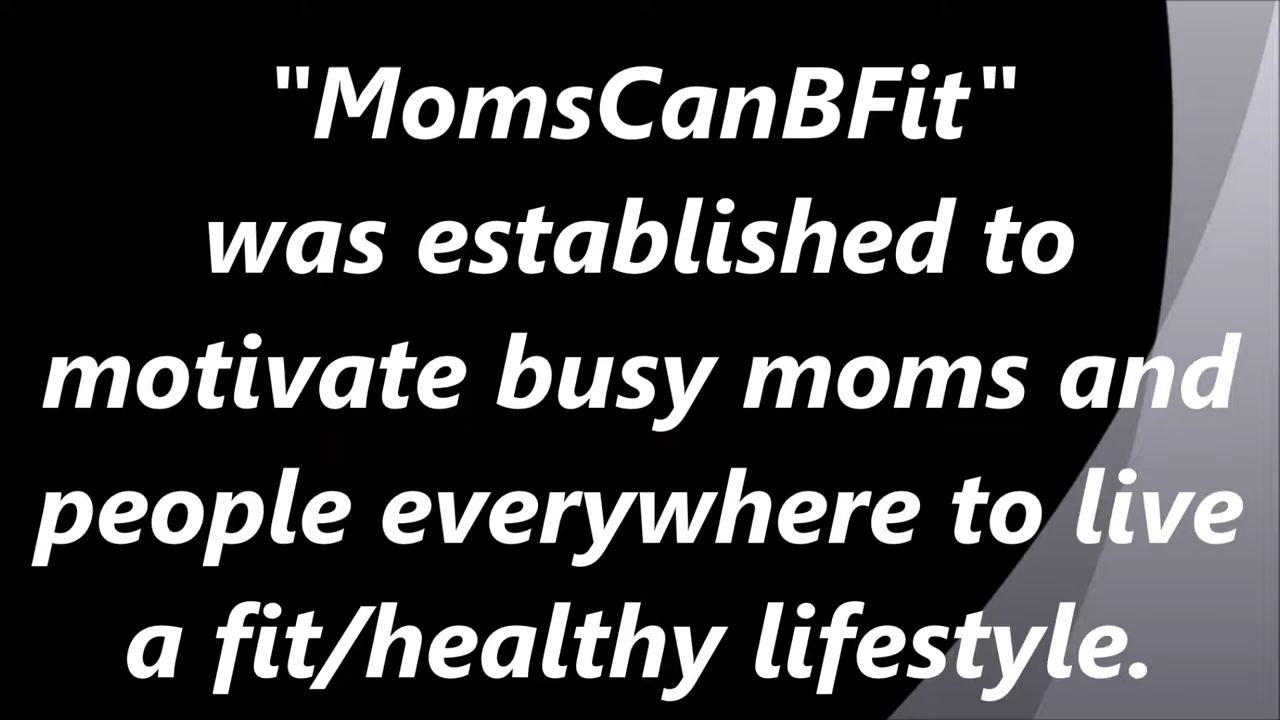 "MomsCanBFit"
was established to
motivate busy moms and
people everywhere to live
a fit/healthy lifestyle.